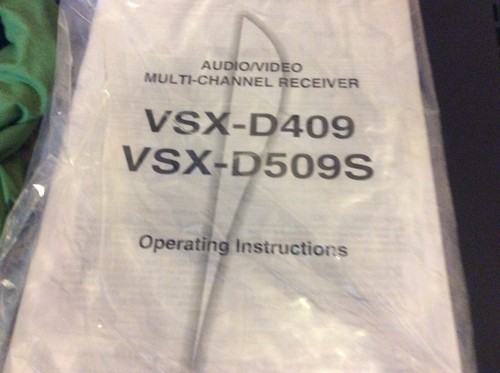 AUDIO/VIDEO
MULTI-CHANNEL RECEIVER
VSX-D409
VSX-D509S
Operating Instructions